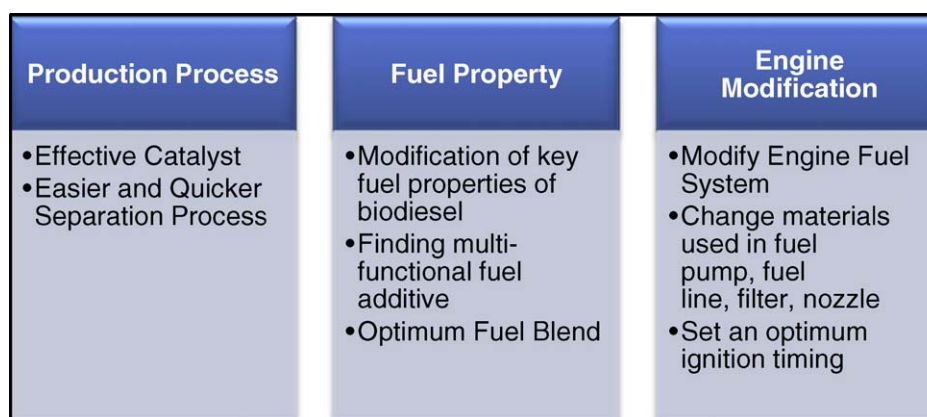 Production Process
•Effective Catalyst
•Easier and Quicker
Separation Process
Fuel Property
•Modification of key
fuel properties of
biodiesel
•Finding multi-
functional fuel
additive
•Optimum Fuel Blend
Engine
Modification
•Modify Engine Fuel
System
•Change materials
used in fuel
pump, fuel
line, filter, nozzle
•Set an optimum
ignition timing